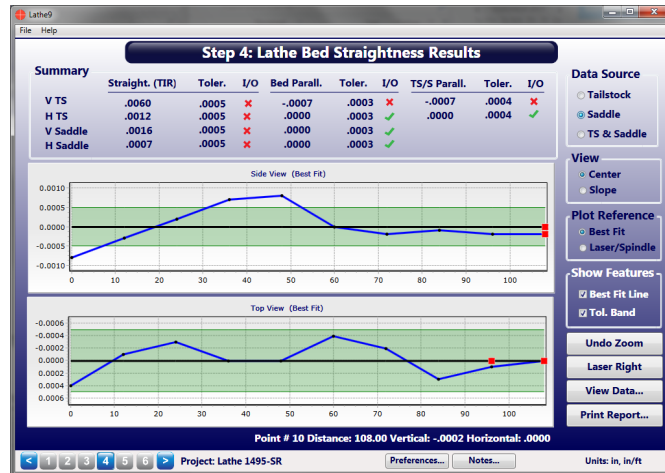 Lathe9
File Help
Step 4: Lathe Bed Straightness Results
Summary
Straight. (TIR) Toler. I/O Bed Parall. Toler. I/O TS/S Parall. Toler. I/O
V TS .0060 .0005 -.0007 .0003 -.0007 .0004
H TS .0012 .0005 .0000 .0003 .0000 .0004
V Saddle .0016 .0005 .0000 .0003
H Saddle .0007 .0005 .0000 .0003
Data Source
Tailstock
Saddle
TS & Saddle
View
Center
Slope
Plot Reference
Best Fit
Laser/Spindle
Show Features
Best Fit Line
Tol. Band
Undo Zoom
Laser Right
View Data...
Print Report...
Side View (Best Fit)
0.0010
0.0005
0.0000
-0.0005
-0.0010
0 10 20 30 40 50 60 70 80 90 100
Top View (Best Fit)
-0.0006
-0.0004
-0.0002
0.0000
0.0002
0.0004
0.0006
0 10 20 30 40 50 60 70 80 90 100
Point # 10 Distance: 108.00 Vertical: -.0002 Horizontal: .0000
< 1 2 3 4 5 6 > Project: Lathe 1495-SR Preferences... Notes... Units: in, in/ft